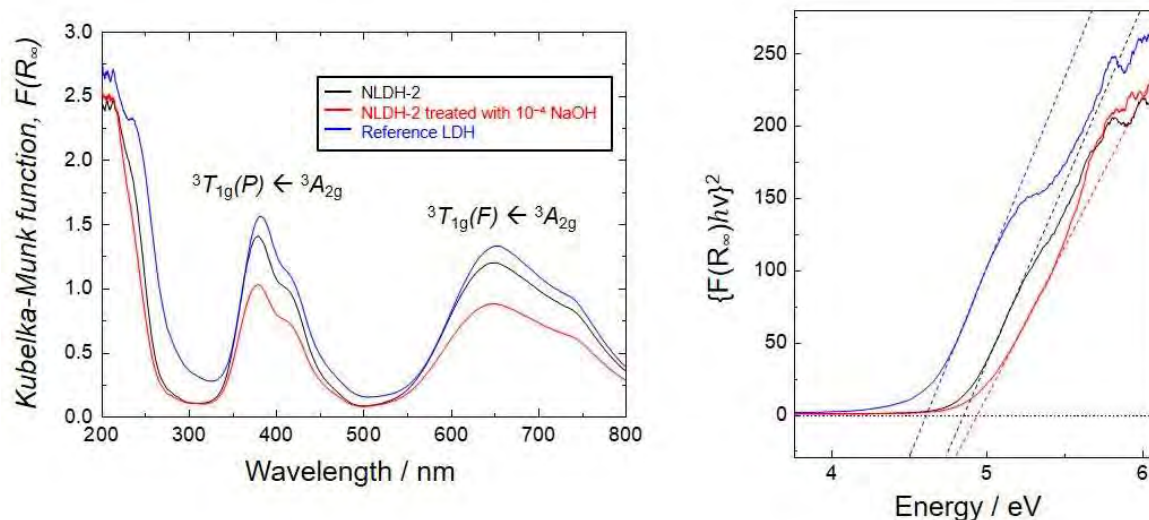 Kubelka-Munk function, F(R∞)
3.0
2.5
2.0
1.5
1.0
0.5
0.0
NLDH-2
NLDH-2 treated with 10⁻⁴ NaOH
Reference LDH
³T₁g(P) ← ³A₂g
³T₁g(F) ← ³A₂g
200 300 400 500 600 700 800
Wavelength / nm
{F(R∞)hν}²
250
200
150
100
50
0
4 5 6
Energy / eV